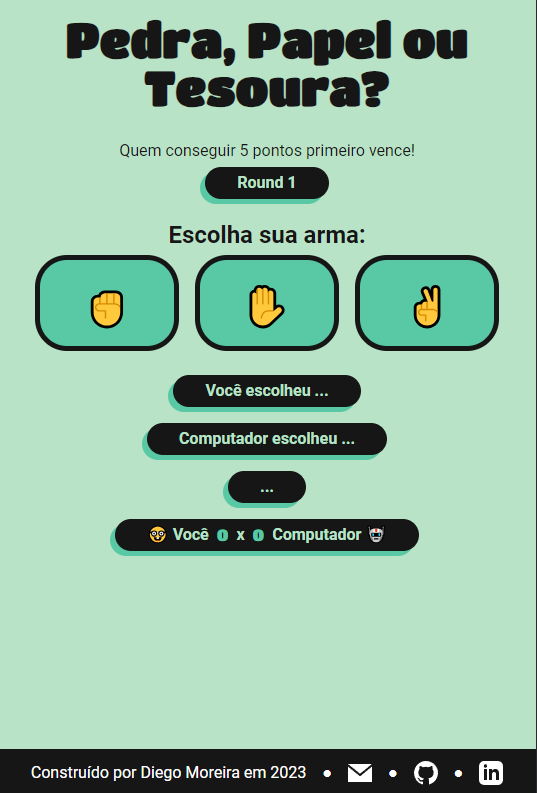 Pedra, Papel ou
Tesoura?
Quem conseguir 5 pontos primeiro vence!
Round 1
Escolha sua arma:
Você escolheu ...
Computador escolheu ...
...
Você 0 x 0 Computador
Construído por Diego Moreira em 2023
in